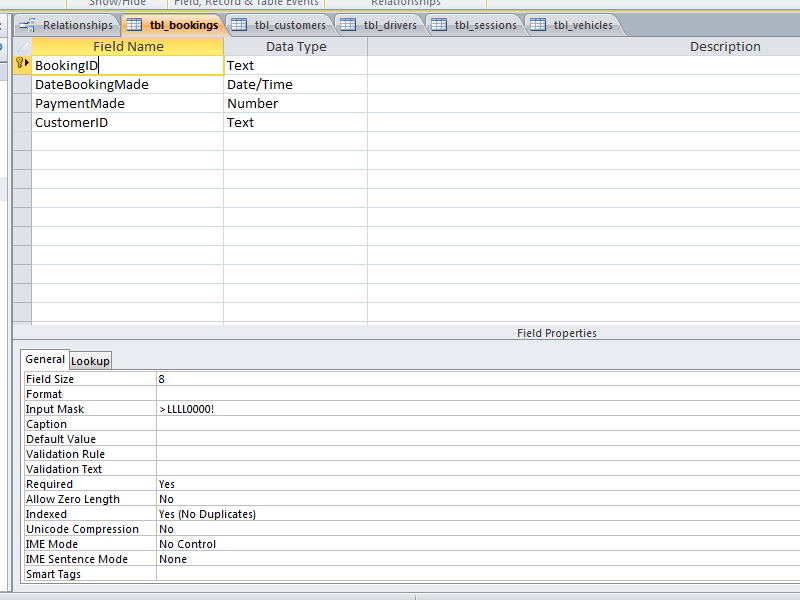 Show/Hide Field, Record & Table Events Relationships
Relationships tbl_bookings tbl_customers tbl_drivers tbl_sessions tbl_vehicles
Field Name Data Type Description
BookingID Text
DateBookingMade Date/Time
PaymentMade Number
CustomerID Text
Field Properties
General Lookup
Field Size 8
Format
Input Mask >LLLL0000!
Caption
Default Value
Validation Rule
Validation Text
Required Yes
Allow Zero Length No
Indexed Yes (No Duplicates)
Unicode Compression No
IME Mode No Control
IME Sentence Mode None
Smart Tags